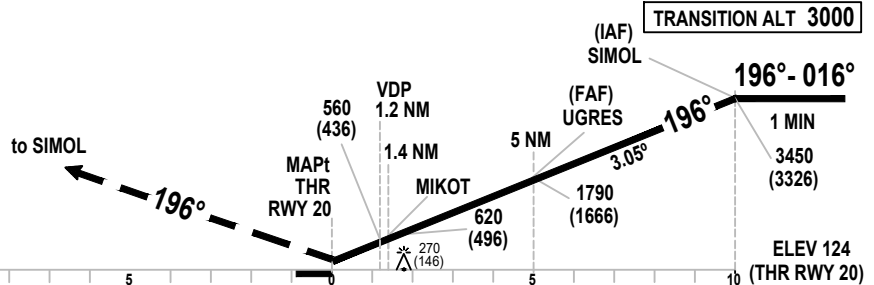 TRANSITION ALT 3000
(IAF)
SIMOL
196°- 016°
1 MIN
3450
(3326)
(FAF)
UGRES
196°
3.05º
5 NM
1790
(1666)
VDP
1.2 NM
560
(436)
1.4 NM
MIKOT
620
(496)
MAPt
THR
RWY 20
to SIMOL
196°
270
(146)
ELEV 124
(THR RWY 20)
5
0
5
10